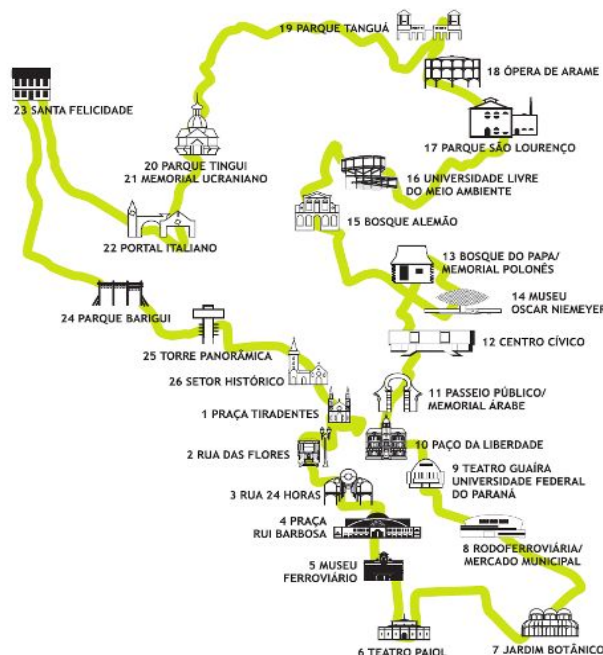 19 PARQUE TANGUÁ
18 ÓPERA DE ARAME
23 SANTA FELICIDADE
17 PARQUE SÃO LOURENÇO
20 PARQUE TINGUI
21 MEMORIAL UCRANIANO
16 UNIVERSIDADE LIVRE
DO MEIO AMBIENTE
15 BOSQUE ALEMÃO
22 PORTAL ITALIANO
13 BOSQUE DO PAPA/
MEMORIAL POLONÊS
14 MUSEU
OSCAR NIEMEYER
24 PARQUE BARIGUI
12 CENTRO CÍVICO
25 TORRE PANORÂMICA
26 SETOR HISTÓRICO
11 PASSEIO PÚBLICO/
MEMORIAL ÁRABE
1 PRAÇA TIRADENTES
10 PAÇO DA LIBERDADE
2 RUA DAS FLORES
9 TEATRO GUAÍRA
UNIVERSIDADE FEDERAL
DO PARANÁ
3 RUA 24 HORAS
4 PRAÇA
RUI BARBOSA
8 RODOFERROVIÁRIA/
MERCADO MUNICIPAL
5 MUSEU
FERROVIÁRIO
6 TEATRO PAIOL
7 JARDIM BOTÂNICO